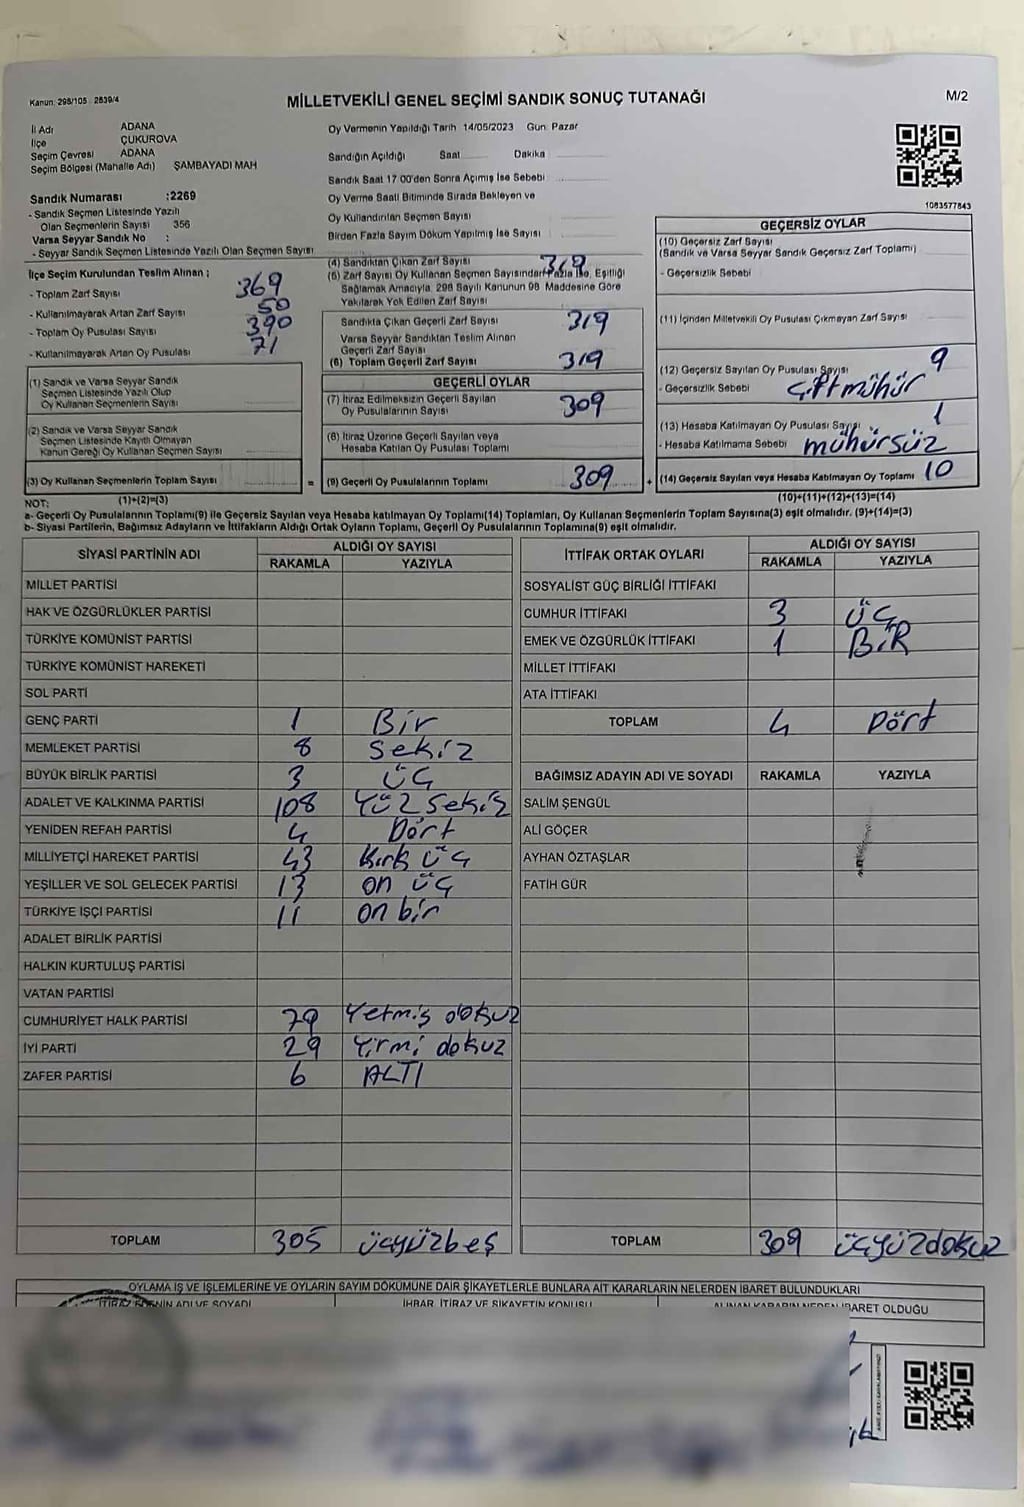 Kanun: 298/105 2839/4
MİLLETVEKİLİ GENEL SEÇİMİ SANDIK SONUÇ TUTANAĞI
M/2
İl Adı ADANA
İlçe ÇUKUROVA
Seçim Çevresi ADANA
Seçim Bölgesi (Mahalle Adı) ŞAMBAYADI MAH
Oy Vermenin Yapıldığı Tarih 14/05/2023 Gün: Pazar
Sandığın Açıldığı Saat Dakika
Sandık Saat 17.00'den Sonra Açımış İse Sebebi
Oy Verme Saati Bitiminde Sırada Bekleyen ve
Oy Kullandırılan Seçmen Sayısı
Birden Fazla Sayım Döküm Yapılmış İse Sayısı
1083577843
Sandık Numarası :2269
- Sandık Seçmen Listesinde Yazılı
Olan Seçmenlerin Sayısı 356
Varsa Seyyar Sandık No :
- Seyyar Sandık Seçmen Listesinde Yazılı Olan Seçmen Sayısı
İlçe Seçim Kurulundan Teslim Alınan ;
- Toplam Zarf Sayısı 369
- Kullanılmayarak Artan Zarf Sayısı 50
- Toplam Oy Pusulası Sayısı 390
- Kullanılmayarak Artan Oy Pusulası 71
(1) Sandık ve Varsa Seyyar Sandık
Seçmen Listesinde Yazılı Olup
Oy Kullanan Seçmenlerin Sayısı
(2) Sandık ve Varsa Seyyar Sandık
Seçmen Listesinde Kayıtlı Olmayan
Kanun Gereği Oy Kullanan Seçmen Sayısı
(3) Oy Kullanan Seçmenlerin Toplam Sayısı
(4) Sandıktan Çıkan Zarf Sayısı 319
(5) Zarf Sayısı Oy Kullanan Seçmen Sayısından Fazla İse, Eşitliği
Sağlamak Amacıyla, 298 Sayılı Kanunun 98. Maddesine Göre
Yakılarak Yok Edilen Zarf Sayısı
Sandıkta Çıkan Geçerli Zarf Sayısı 319
Varsa Seyyar Sandıktan Teslim Alınan
Geçerli Zarf Sayısı
(6) Toplam Geçerli Zarf Sayısı 319
GEÇERLİ OYLAR
(7) İtiraz Edilmeksizin Geçerli Sayılan
Oy Pusulalarının Sayısı 309
(8) İtiraz Üzerine Geçerli Sayılan veya
Hesaba Katılan Oy Pusulası Toplamı
= (9) Geçerli Oy Pusulalarının Toplamı 309 +
GEÇERSİZ OYLAR
(10) Geçersiz Zarf Sayısı
(Sandık ve Varsa Seyyar Sandık Geçersiz Zarf Toplamı)
- Geçersizlik Sebebi
(11) İçinden Milletvekili Oy Pusulası Çıkmayan Zarf Sayısı
(12) Geçersiz Sayılan Oy Pusulası Sayısı 9
- Geçersizlik Sebebi çift mühür
(13) Hesaba Katılmayan Oy Pusulası Sayısı 1
- Hesaba Katılmama Sebebi mühürsüz
(14) Geçersiz Sayılan veya Hesaba Katılmayan Oy Toplamı 10
NOT: (1)+(2)=(3) (10)+(11)+(12)+(13)=(14)
a- Geçerli Oy Pusulalarının Toplamı(9) ile Geçersiz Sayılan veya Hesaba katılmayan Oy Toplamı(14) Toplamları, Oy Kullanan Seçmenlerin Toplam Sayısına(3) eşit olmalıdır. (9)+(14)=(3)
b- Siyasi Partilerin, Bağımsız Adayların ve İttifakların Aldığı Ortak Oyların Toplamı, Geçerli Oy Pusulalarının Toplamına(9) eşit olmalıdır.
SİYASİ PARTİNİN ADI ALDIĞI OY SAYISI
RAKAMLA YAZIYLA
MİLLET PARTİSİ
HAK VE ÖZGÜRLÜKLER PARTİSİ
TÜRKİYE KOMÜNİST PARTİSİ
TÜRKİYE KOMÜNİST HAREKETİ
SOL PARTİ
GENÇ PARTİ 1 Bir
MEMLEKET PARTİSİ 8 Sekiz
BÜYÜK BİRLİK PARTİSİ 3 ÜÇ
ADALET VE KALKINMA PARTİSİ 108 YÜZ Sekiz
YENİDEN REFAH PARTİSİ 4 Dört
MİLLİYETÇİ HAREKET PARTİSİ 43 Kırk ÜÇ
YEŞİLLER VE SOL GELECEK PARTİSİ 13 on ÜÇ
TÜRKİYE İŞÇİ PARTİSİ 11 on bir
ADALET BİRLİK PARTİSİ
HALKIN KURTULUŞ PARTİSİ
VATAN PARTİSİ
CUMHURİYET HALK PARTİSİ 79 Yetmiş dokuz
İYİ PARTİ 29 Yirmi dokuz
ZAFER PARTİSİ 6 ALTI
TOPLAM 305 üçyüzbeş
İTTİFAK ORTAK OYLARI ALDIĞI OY SAYISI
RAKAMLA YAZIYLA
SOSYALİST GÜÇ BİRLİĞİ İTTİFAKI
CUMHUR İTTİFAKI 3 ÜÇ
EMEK VE ÖZGÜRLÜK İTTİFAKI 1 BİR
MİLLET İTTİFAKI
ATA İTTİFAKI
TOPLAM 4 Dört
BAĞIMSIZ ADAYIN ADI VE SOYADI RAKAMLA YAZIYLA
SALİM ŞENGÜL
ALİ GÖÇER
AYHAN ÖZTAŞLAR
FATİH GÜR
TOPLAM 309 üçyüzdokuz
OYLAMA İŞ VE İŞLEMLERİNE VE OYLARIN SAYIM DÖKÜMÜNE DAİR ŞİKAYETLERLE BUNLARA AİT KARARLARIN NELERDEN İBARET BULUNDUKLARI
İTİRAZ EDENİN ADI VE SOYADI İHBAR, İTİRAZ VE ŞİKAYETİN KONUSU ALINAN KARARIN NEDEN İBARET OLDUĞU